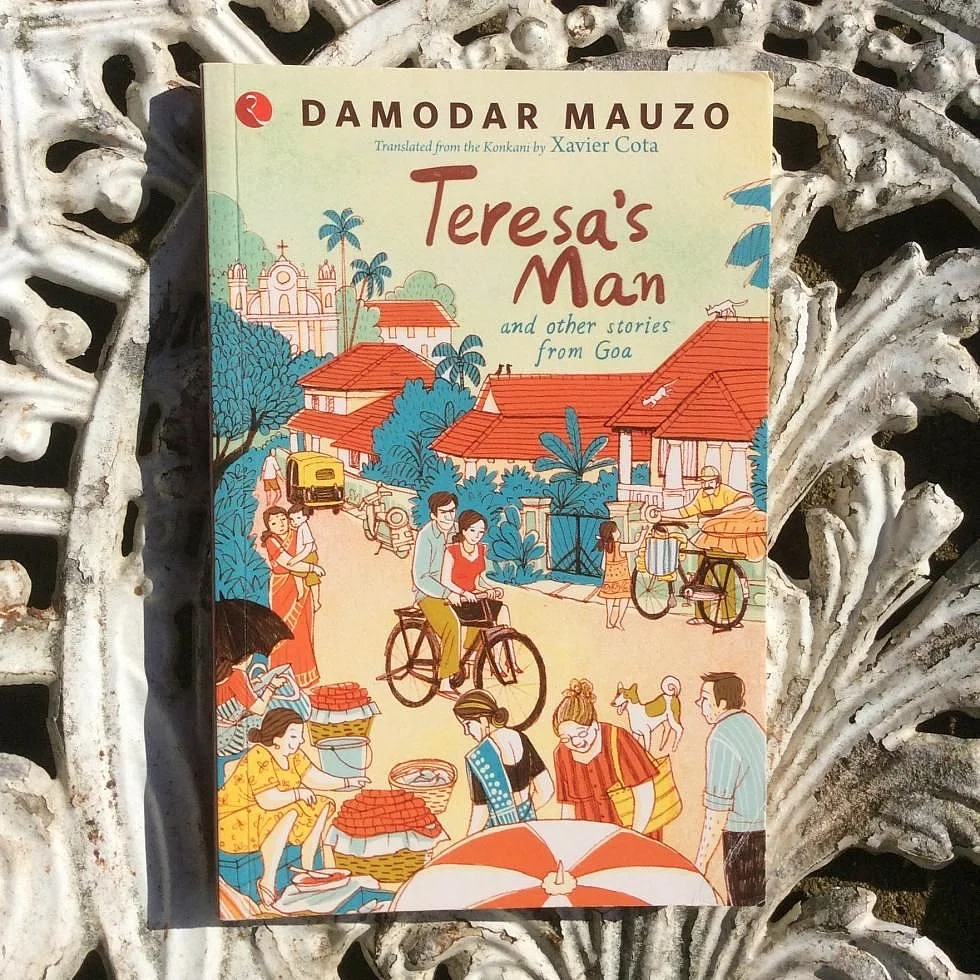 DAMODAR MAUZO
Translated from the Konkani by Xavier Cota
Teresa's
Man
and other stories
from Goa